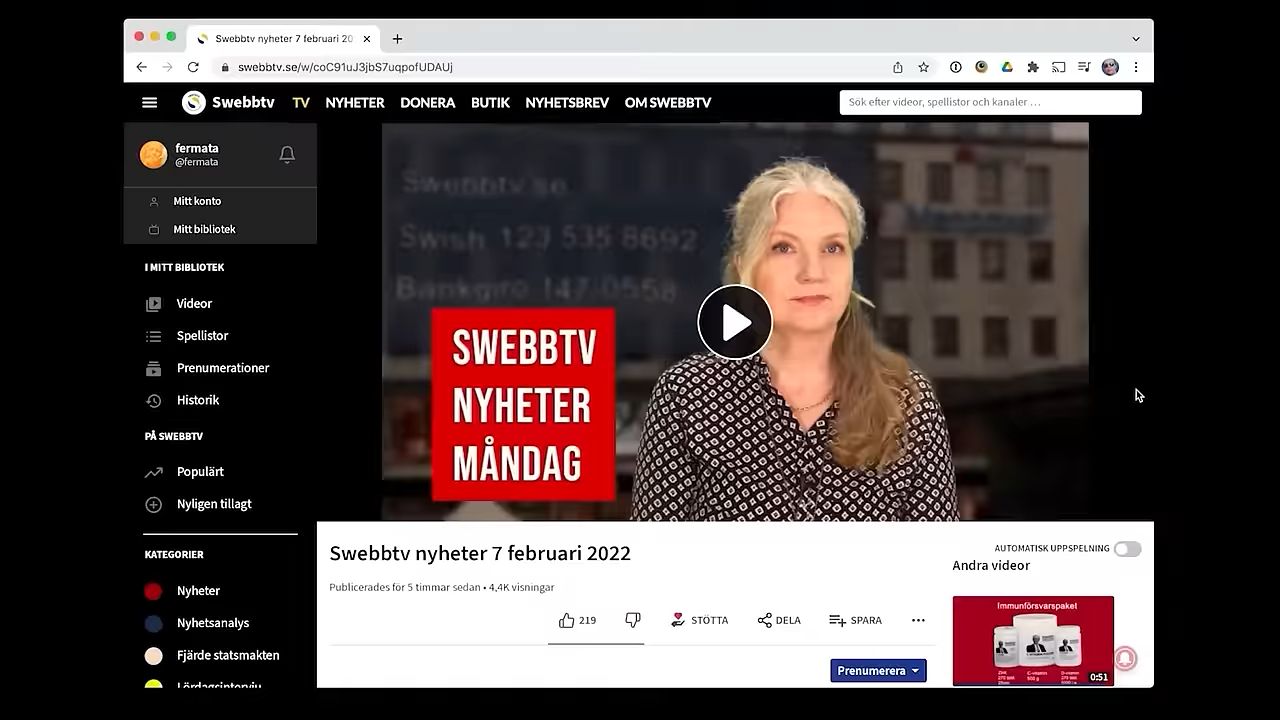 Swebbtv nyheter 7 februari 20
swebbtv.se/w/coC91uJ3jbS7uqpofUDAUj
Swebbtv TV NYHETER DONERA BUTIK NYHETSBREV OM SWEBBTV
Sök efter videor, spellistor och kanaler …
fermata
@fermata
Mitt konto
Mitt bibliotek
I MITT BIBLIOTEK
Videor
Spellistor
Prenumerationer
Historik
PÅ SWEBBTV
Populärt
Nyligen tillagt
KATEGORIER
Nyheter
Nyhetsanalys
Fjärde statsmakten
Lördagsintervju
Swebbtv.se
Swish 123 535 8692
Bankgiro 147-0558
SWEBBTV
NYHETER
MÅNDAG
Swebbtv nyheter 7 februari 2022
Publicerades för 5 timmar sedan • 4,4K visningar
219 STÖTTA DELA SPARA
Prenumerera
AUTOMATISK UPPSPELNING
Andra videor
Immunförsvarspaket
0:51